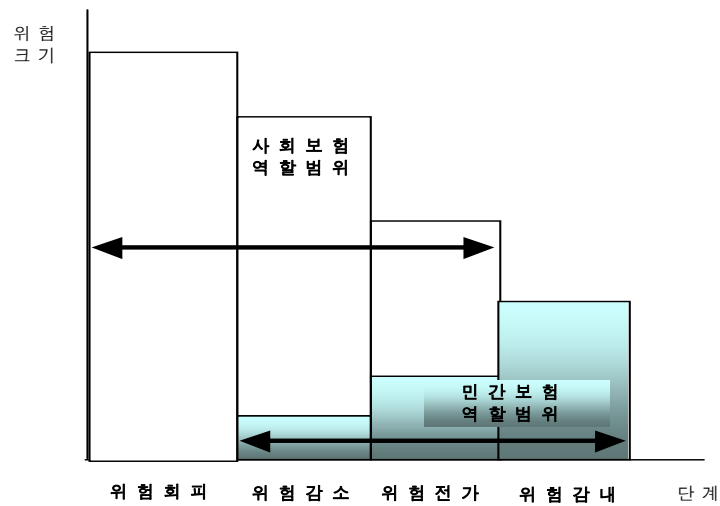 위 험
크 기
사 회 보 험
역 할 범 위
민 간 보 험
역 할 범 위
위 험 회 피
위 험 감 소
위 험 전 가
위 험 감 내
단 계